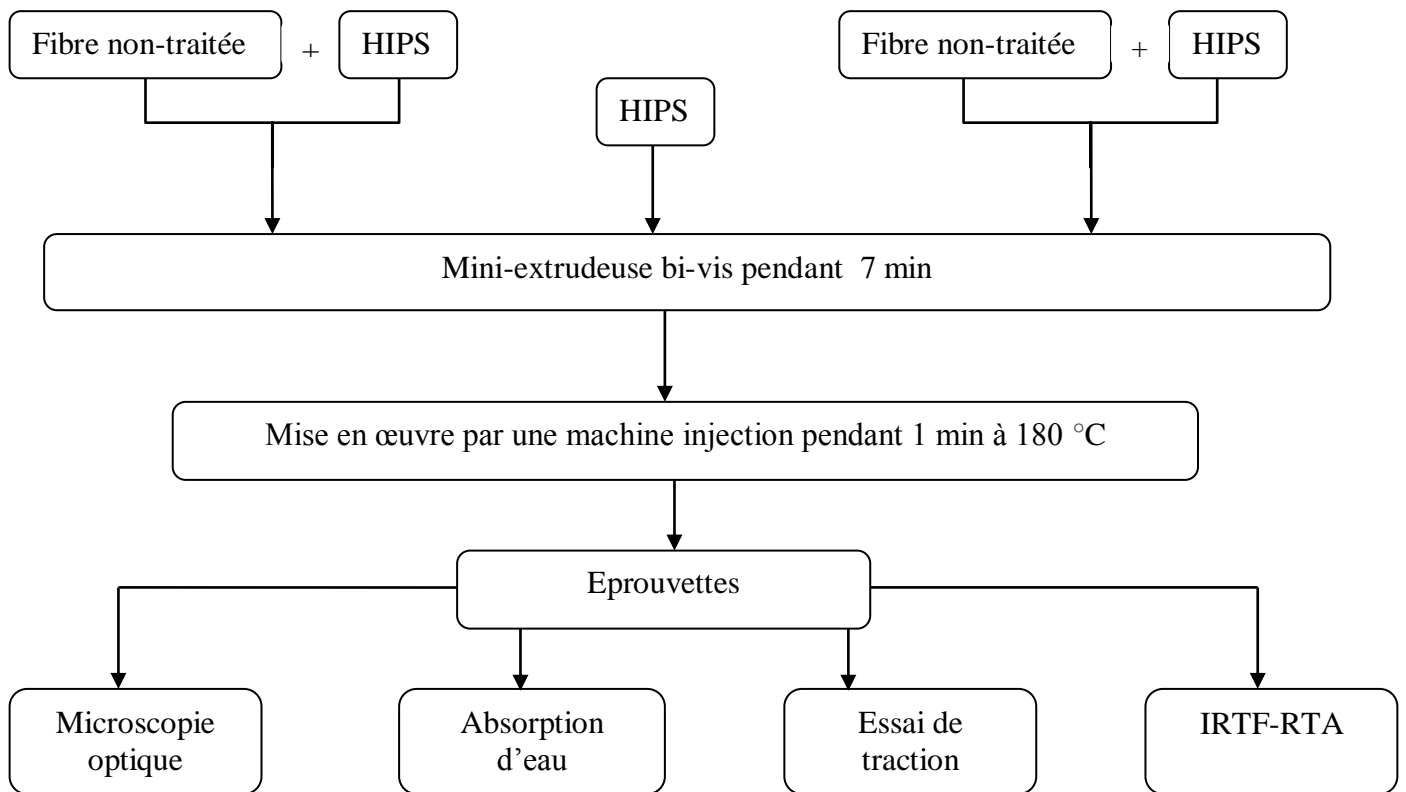 Fibre non-traitée + HIPS
Fibre non-traitée + HIPS
HIPS
Mini-extrudeuse bi-vis pendant 7 min
Mise en œuvre par une machine injection pendant 1 min à 180 °C
Eprouvettes
Microscopie
optique
Absorption
d’eau
Essai de
traction
IRTF-RTA